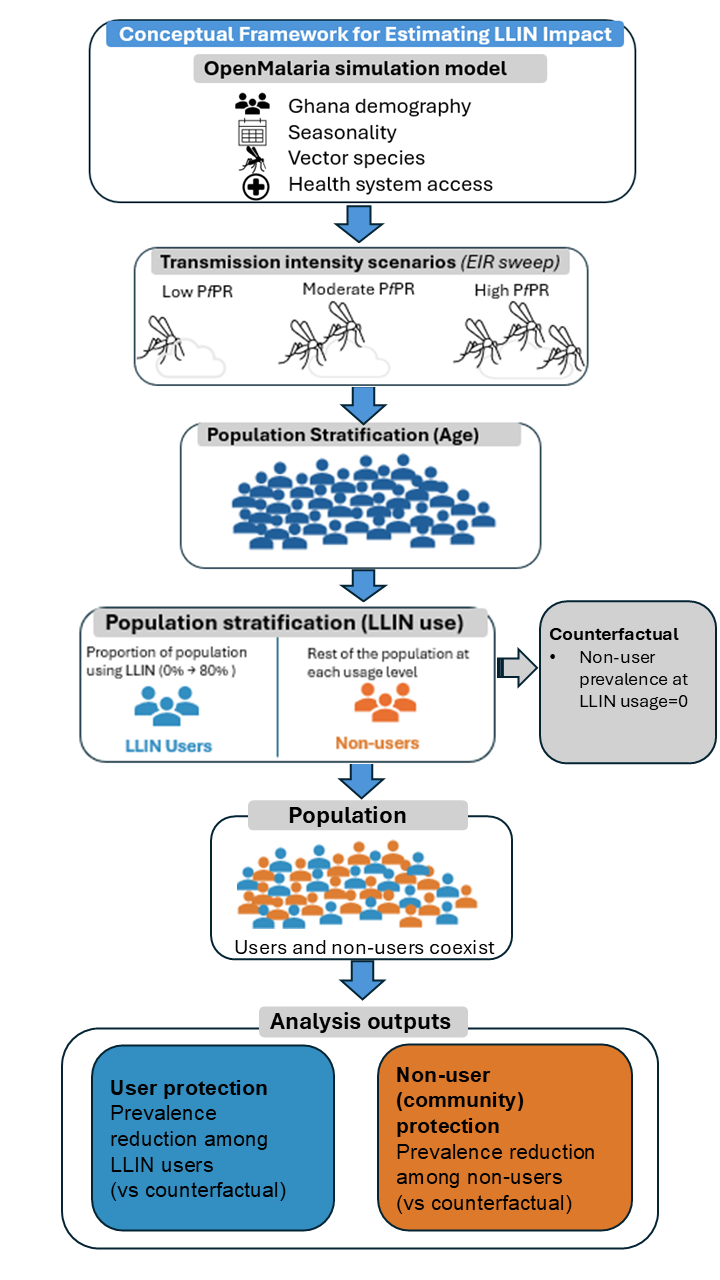 Conceptual Framework for Estimating LLIN Impact
OpenMalaria simulation model
Ghana demography
Seasonality
Vector species
Health system access
Transmission intensity scenarios (EIR sweep)
Low PfPR
Moderate PfPR
High PfPR
Population Stratification (Age)
Population stratification (LLIN use)
Proportion of population
using LLIN (0% → 80% )
LLIN Users
Rest of the population at
each usage level
Non-users
Counterfactual
• Non-user
prevalence at
LLIN usage=0
Population
Users and non-users coexist
Analysis outputs
User protection
Prevalence
reduction among
LLIN users
(vs counterfactual)
Non-user
(community)
protection
Prevalence reduction
among non-users
(vs counterfactual)